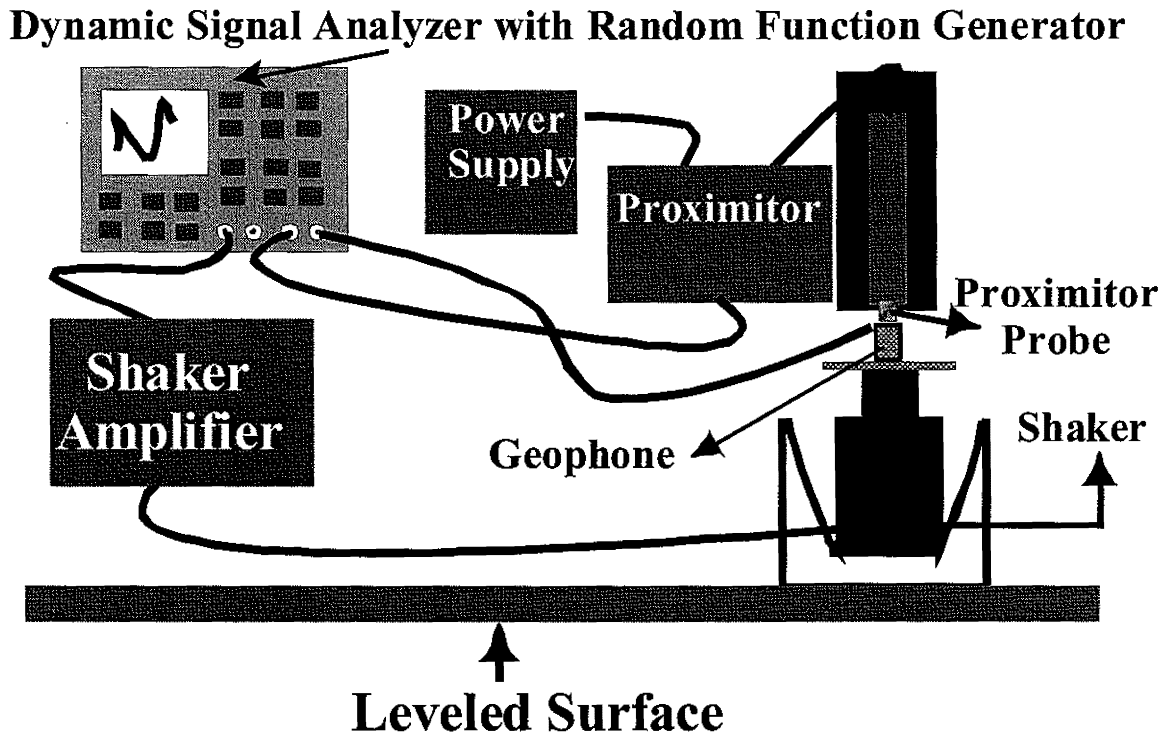 Dynamic Signal Analyzer with Random Function Generator
Power
Supply
Proximitor
Proximitor
Probe
Shaker
Amplifier
Geophone
Shaker
Leveled Surface